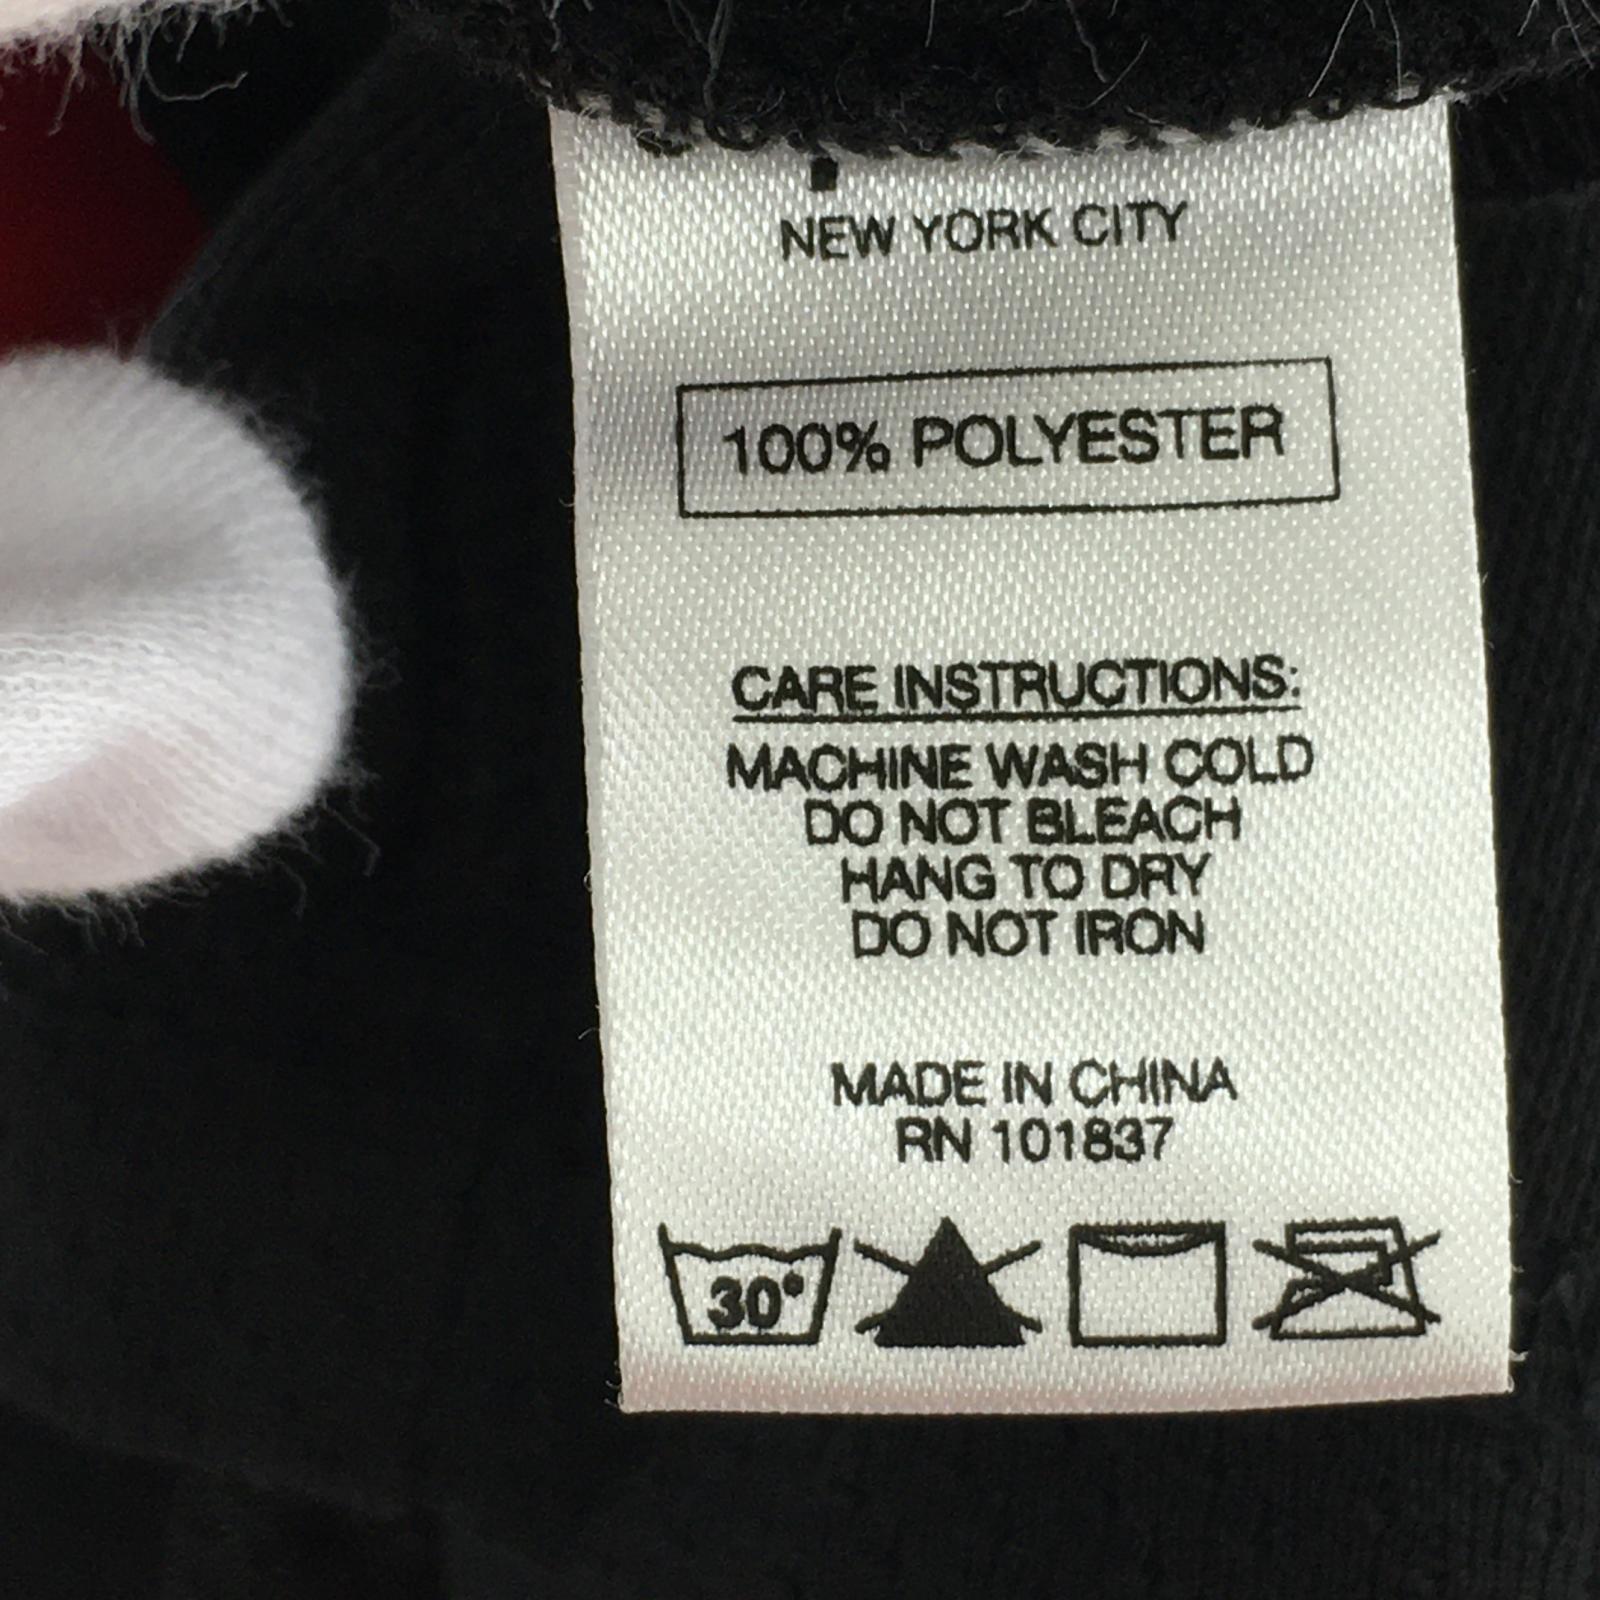 NEW YORK CITY
100% POLYESTER
CARE INSTRUCTIONS:
MACHINE WASH COLD
DO NOT BLEACH
HANG TO DRY
DO NOT IRON
MADE IN CHINA
RN 101837
30°